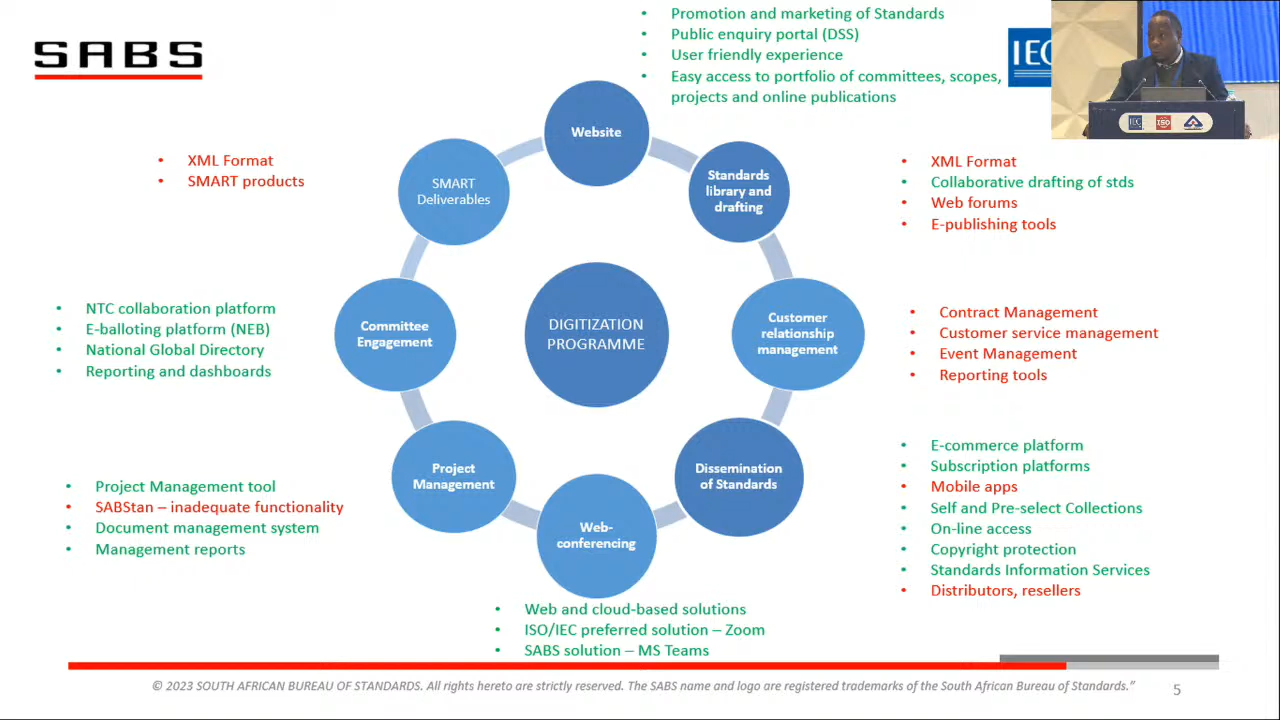 SABS
• Promotion and marketing of Standards
• Public enquiry portal (DSS)
• User friendly experience
• Easy access to portfolio of committees, scopes,
projects and online publications
IEC
IEC ISO
Website
• XML Format
• SMART products
SMART
Deliverables
Standards
library and
drafting
• XML Format
• Collaborative drafting of stds
• Web forums
• E-publishing tools
• NTC collaboration platform
• E-balloting platform (NEB)
• National Global Directory
• Reporting and dashboards
Committee
Engagement
DIGITIZATION
PROGRAMME
Customer
relationship
management
• Contract Management
• Customer service management
• Event Management
• Reporting tools
• Project Management tool
• SABStan – inadequate functionality
• Document management system
• Management reports
Project
Management
Web-
conferencing
Dissemination
of Standards
• E-commerce platform
• Subscription platforms
• Mobile apps
• Self and Pre-select Collections
• On-line access
• Copyright protection
• Standards Information Services
• Distributors, resellers
• Web and cloud-based solutions
• ISO/IEC preferred solution – Zoom
• SABS solution – MS Teams
© 2023 SOUTH AFRICAN BUREAU OF STANDARDS. All rights hereto are strictly reserved. The SABS name and logo are registered trademarks of the South African Bureau of Standards.”
5